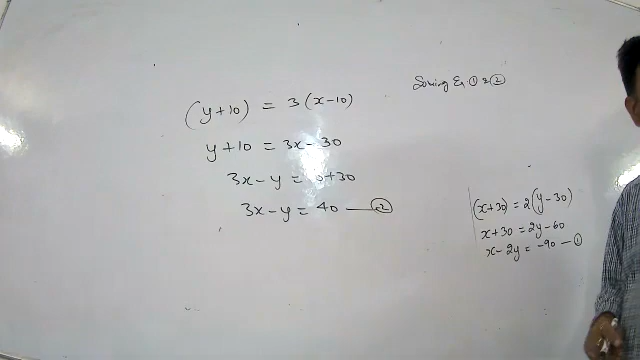 Solving Eq. ① & ②
(y+10) = 3(x-10)
y+10 = 3x-30
3x-y = 10+30
3x-y = 40 — ②
(x+30) = 2(y-30)
x+30 = 2y-60
x-2y = -90 — ①